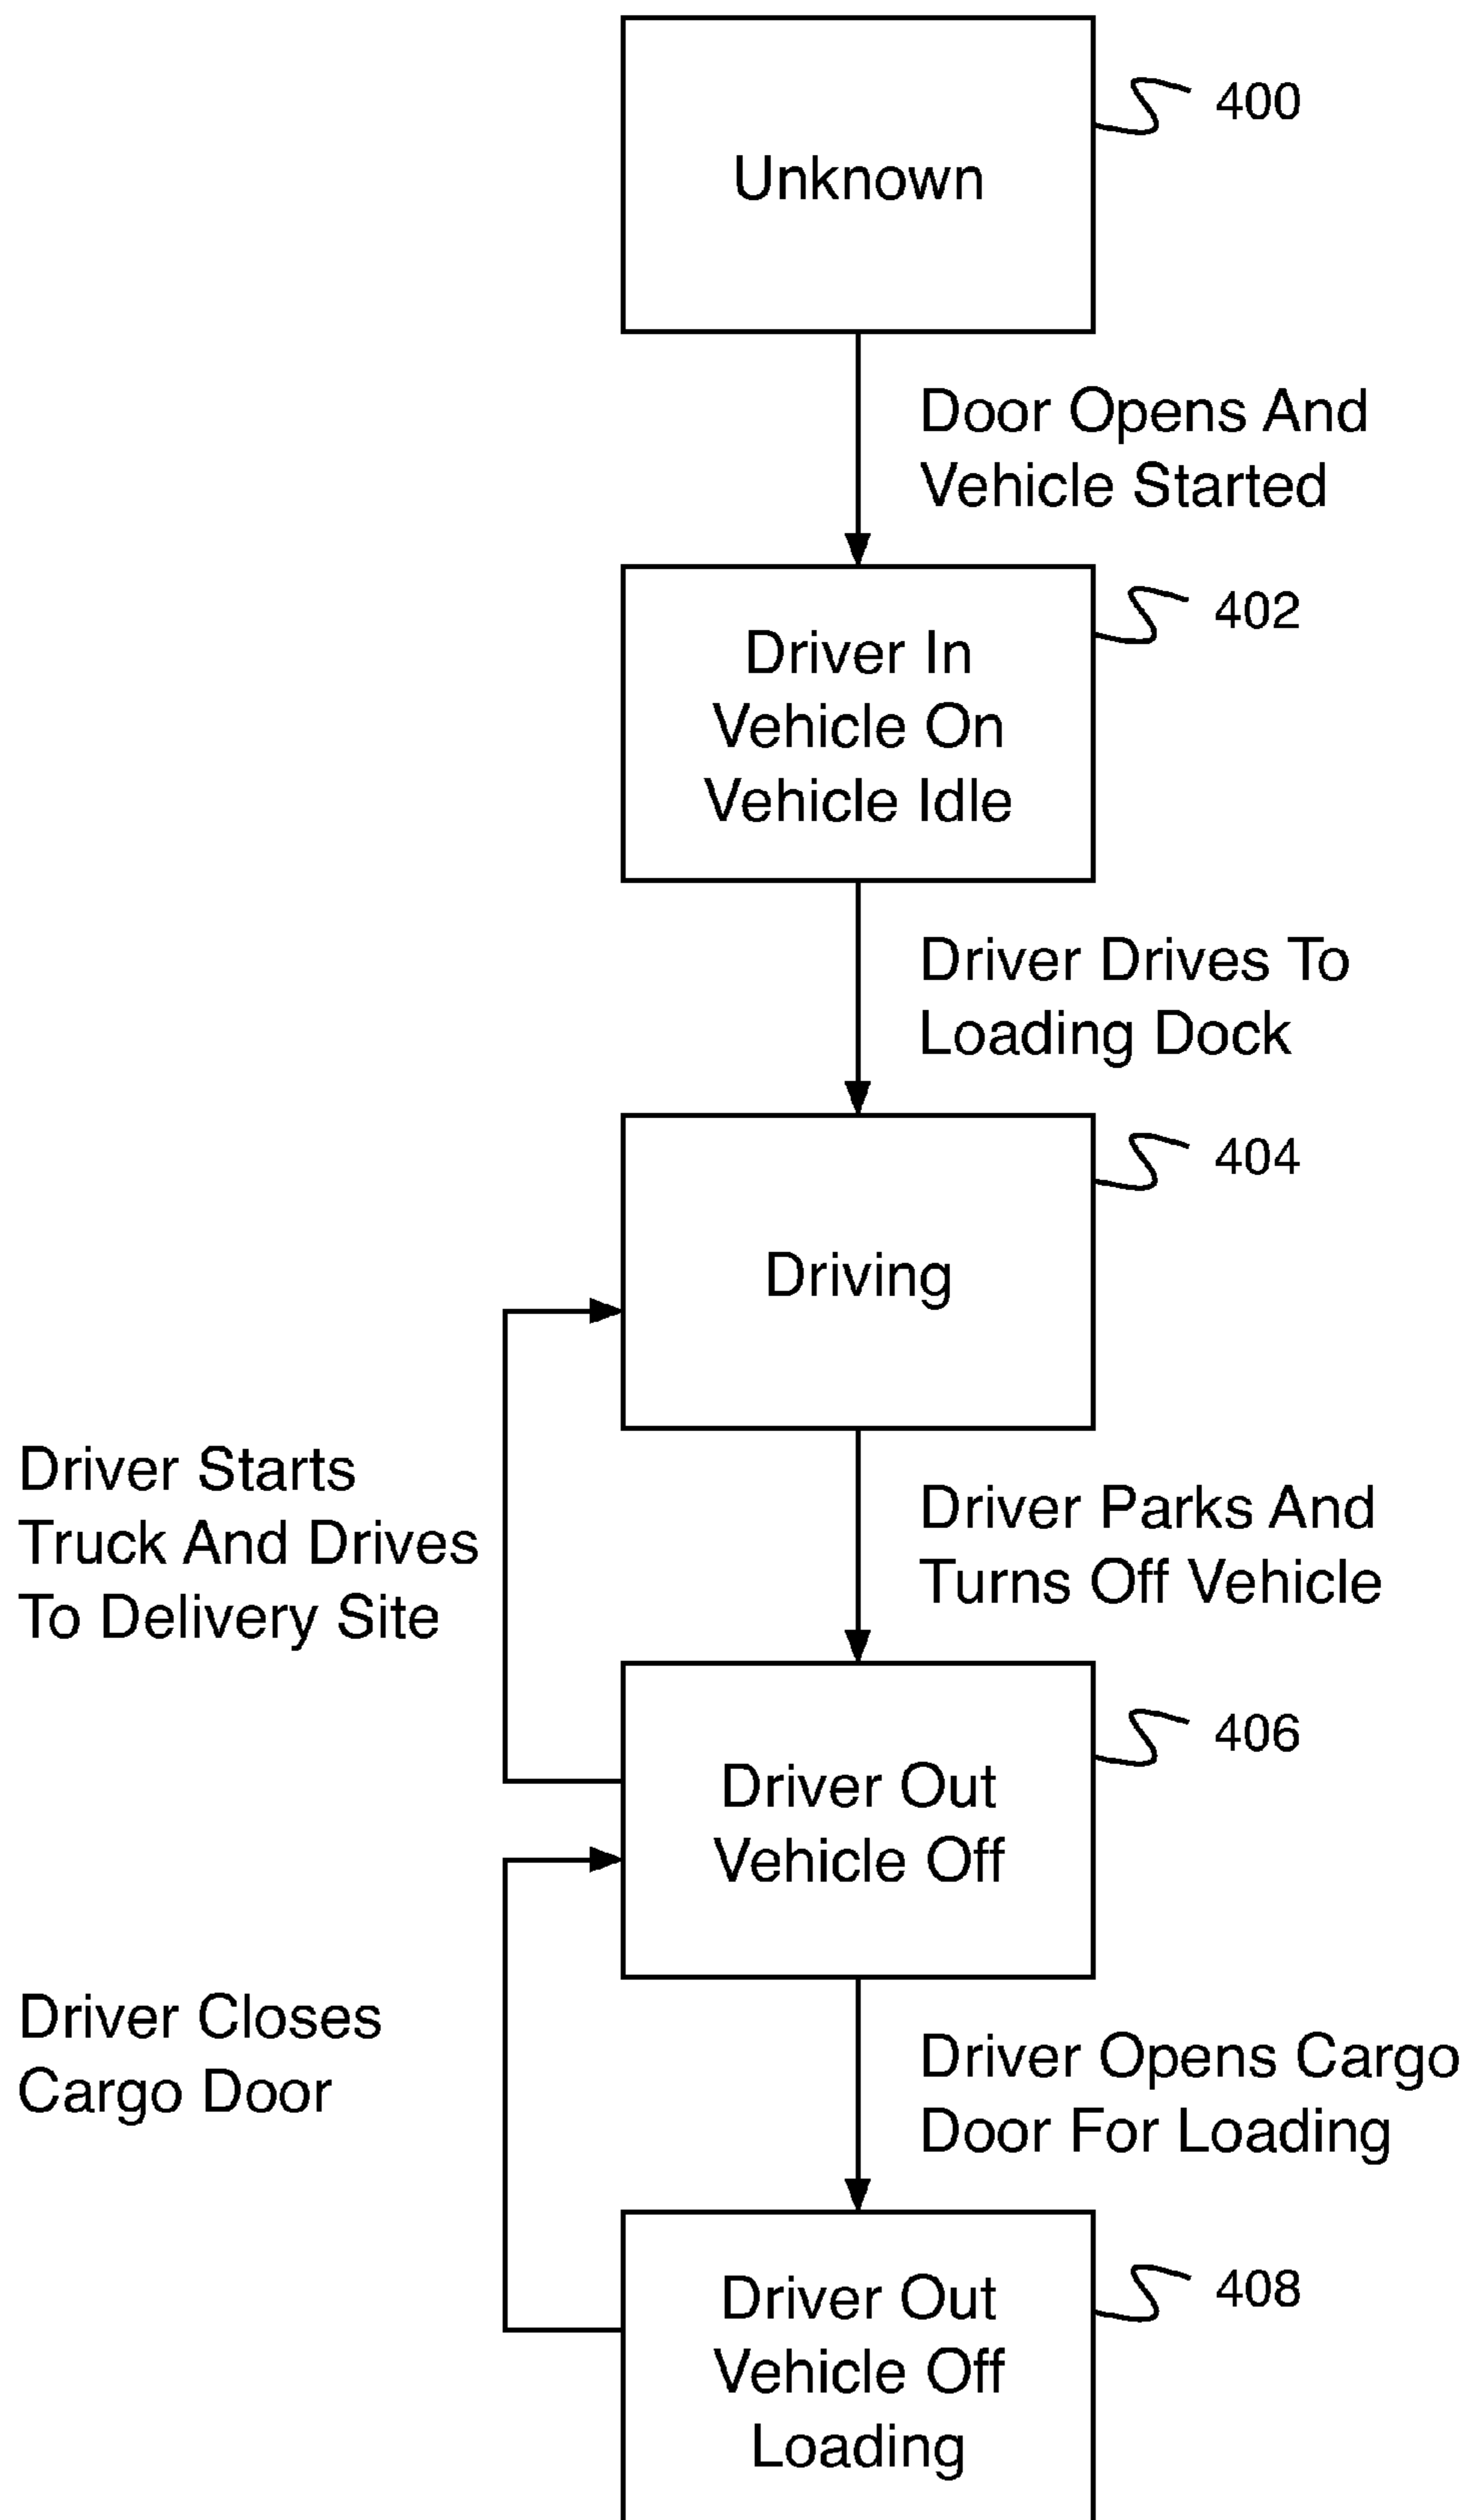 400
Unknown
Door Opens And
Vehicle Started
402
Driver In
Vehicle On
Vehicle Idle
Driver Drives To
Loading Dock
404
Driving
Driver Starts
Truck And Drives
To Delivery Site
Driver Parks And
Turns Off Vehicle
406
Driver Out
Vehicle Off
Driver Closes
Cargo Door
Driver Opens Cargo
Door For Loading
408
Driver Out
Vehicle Off
Loading